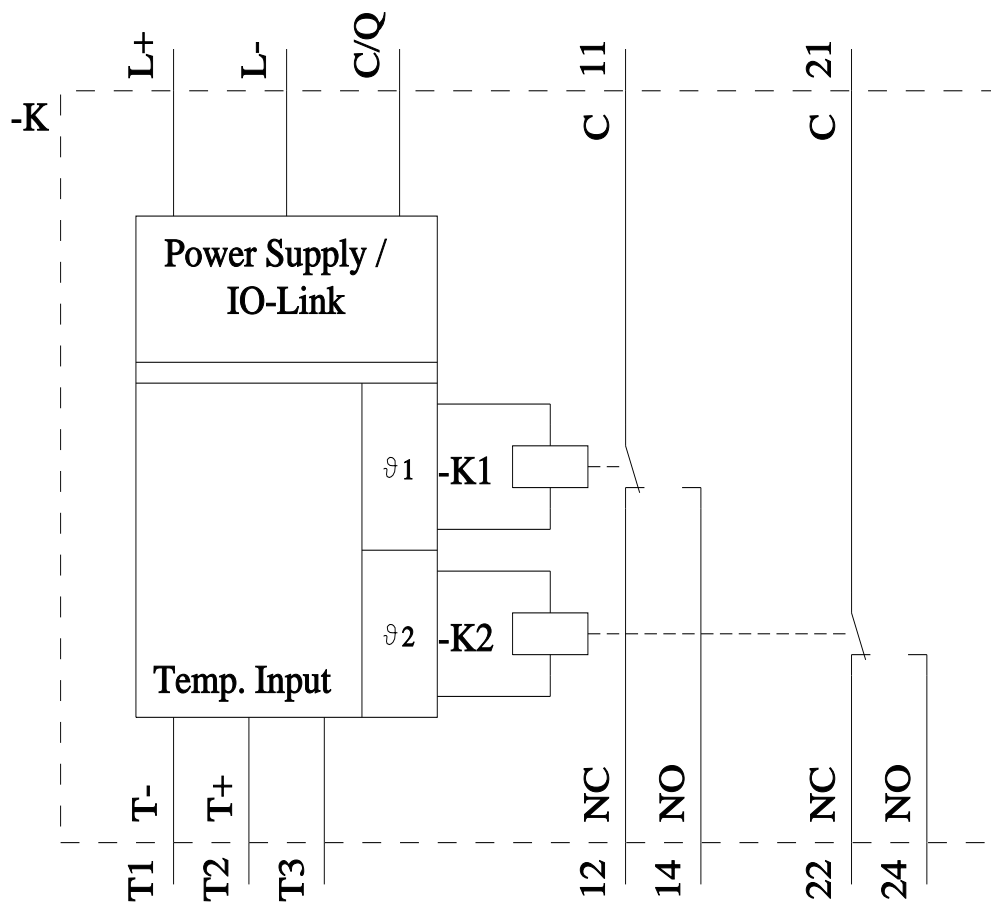 L+
L-
C/Q
11
21
-K
C
C
Power Supply /
IO-Link
ϑ1
-K1
ϑ2
-K2
Temp. Input
T-
T+
NC
NO
NC
NO
T1
T2
T3
12
14
22
24